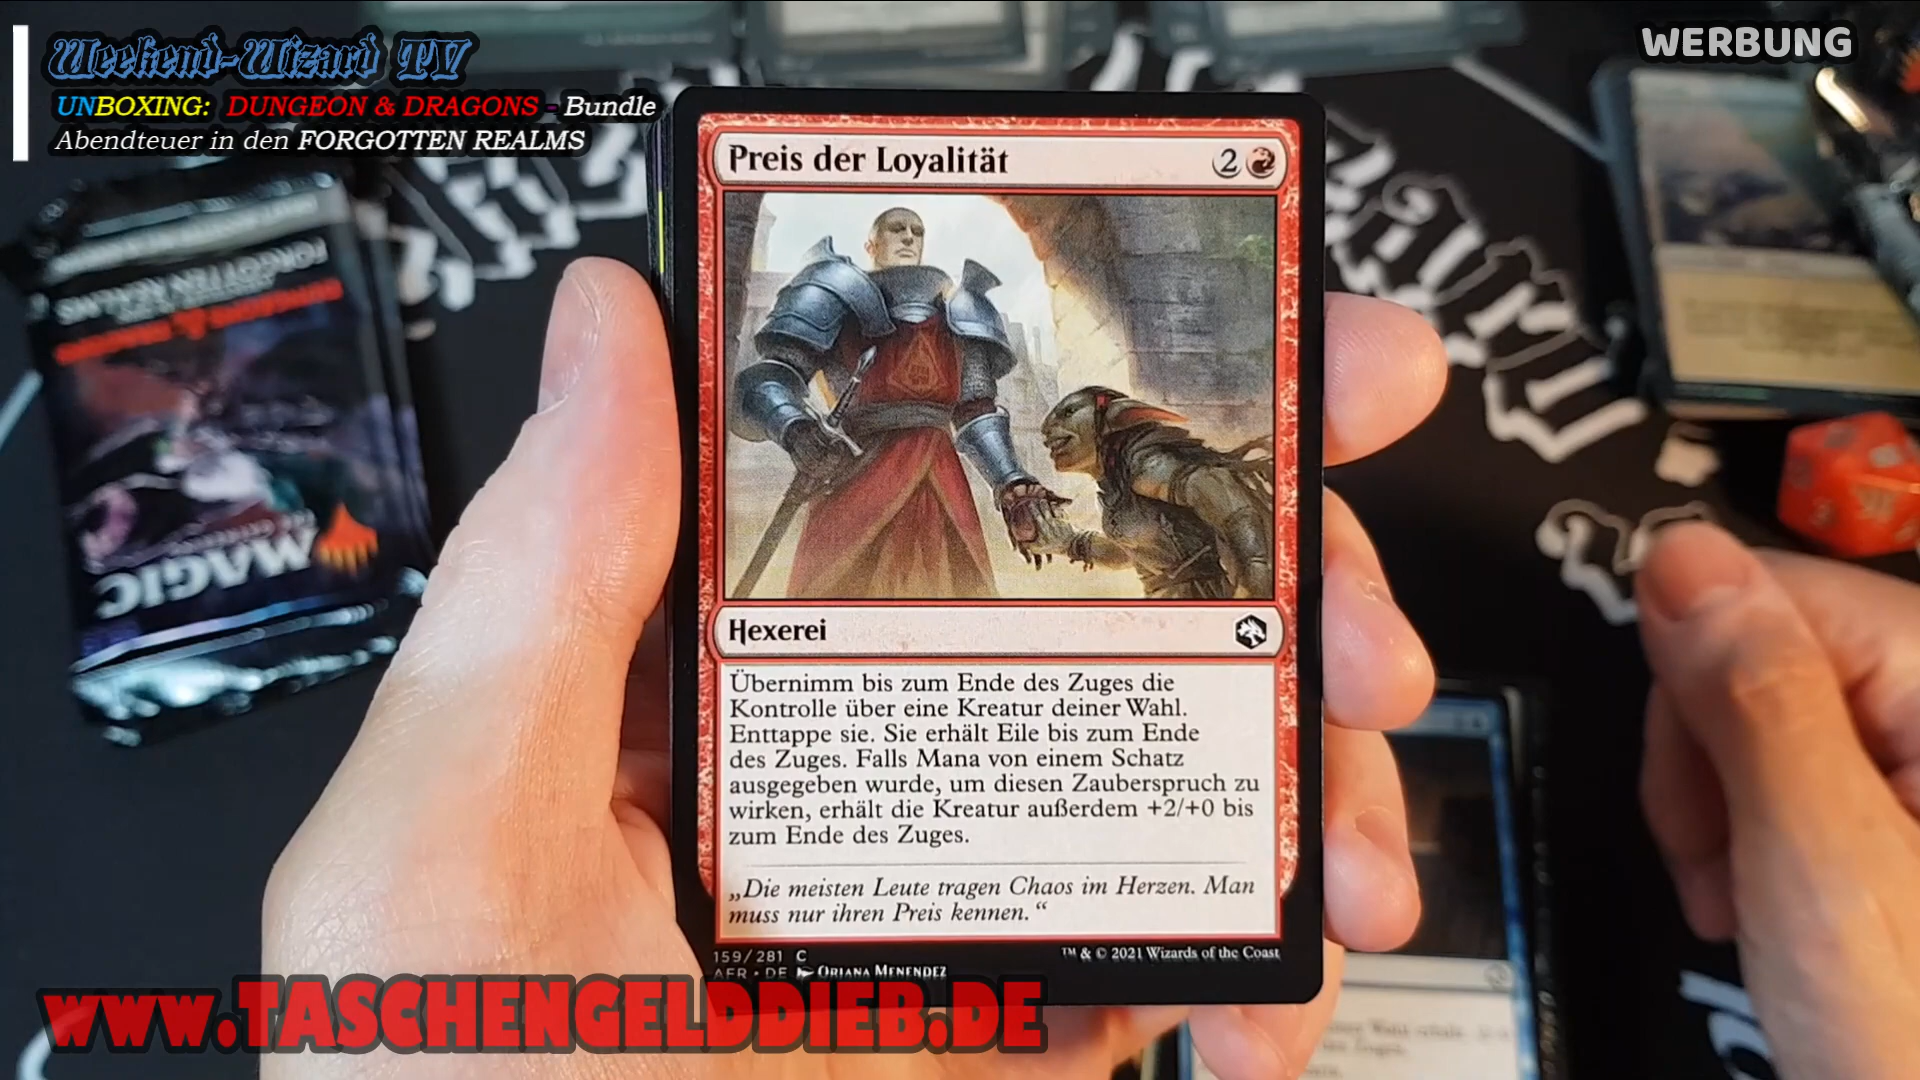 Weekend-Wizard TV
UNBOXING: DUNGEON & DRAGONS - Bundle
Abendteuer in den FORGOTTEN REALMS
WERBUNG
Preis der Loyalität
2
Hexerei
Übernimm bis zum Ende des Zuges die
Kontrolle über eine Kreatur deiner Wahl.
Enttappe sie. Sie erhält Eile bis zum Ende
des Zuges. Falls Mana von einem Schatz
ausgegeben wurde, um diesen Zauberspruch zu
wirken, erhält die Kreatur außerdem +2/+0 bis
zum Ende des Zuges.
„Die meisten Leute tragen Chaos im Herzen. Man
muss nur ihren Preis kennen.“
159/281 C
AFR • DE Oriana Menendez
™ & © 2021 Wizards of the Coast
MAGIC
FORGOTTEN REALMS
www.TASCHENGELDDIEB.DE